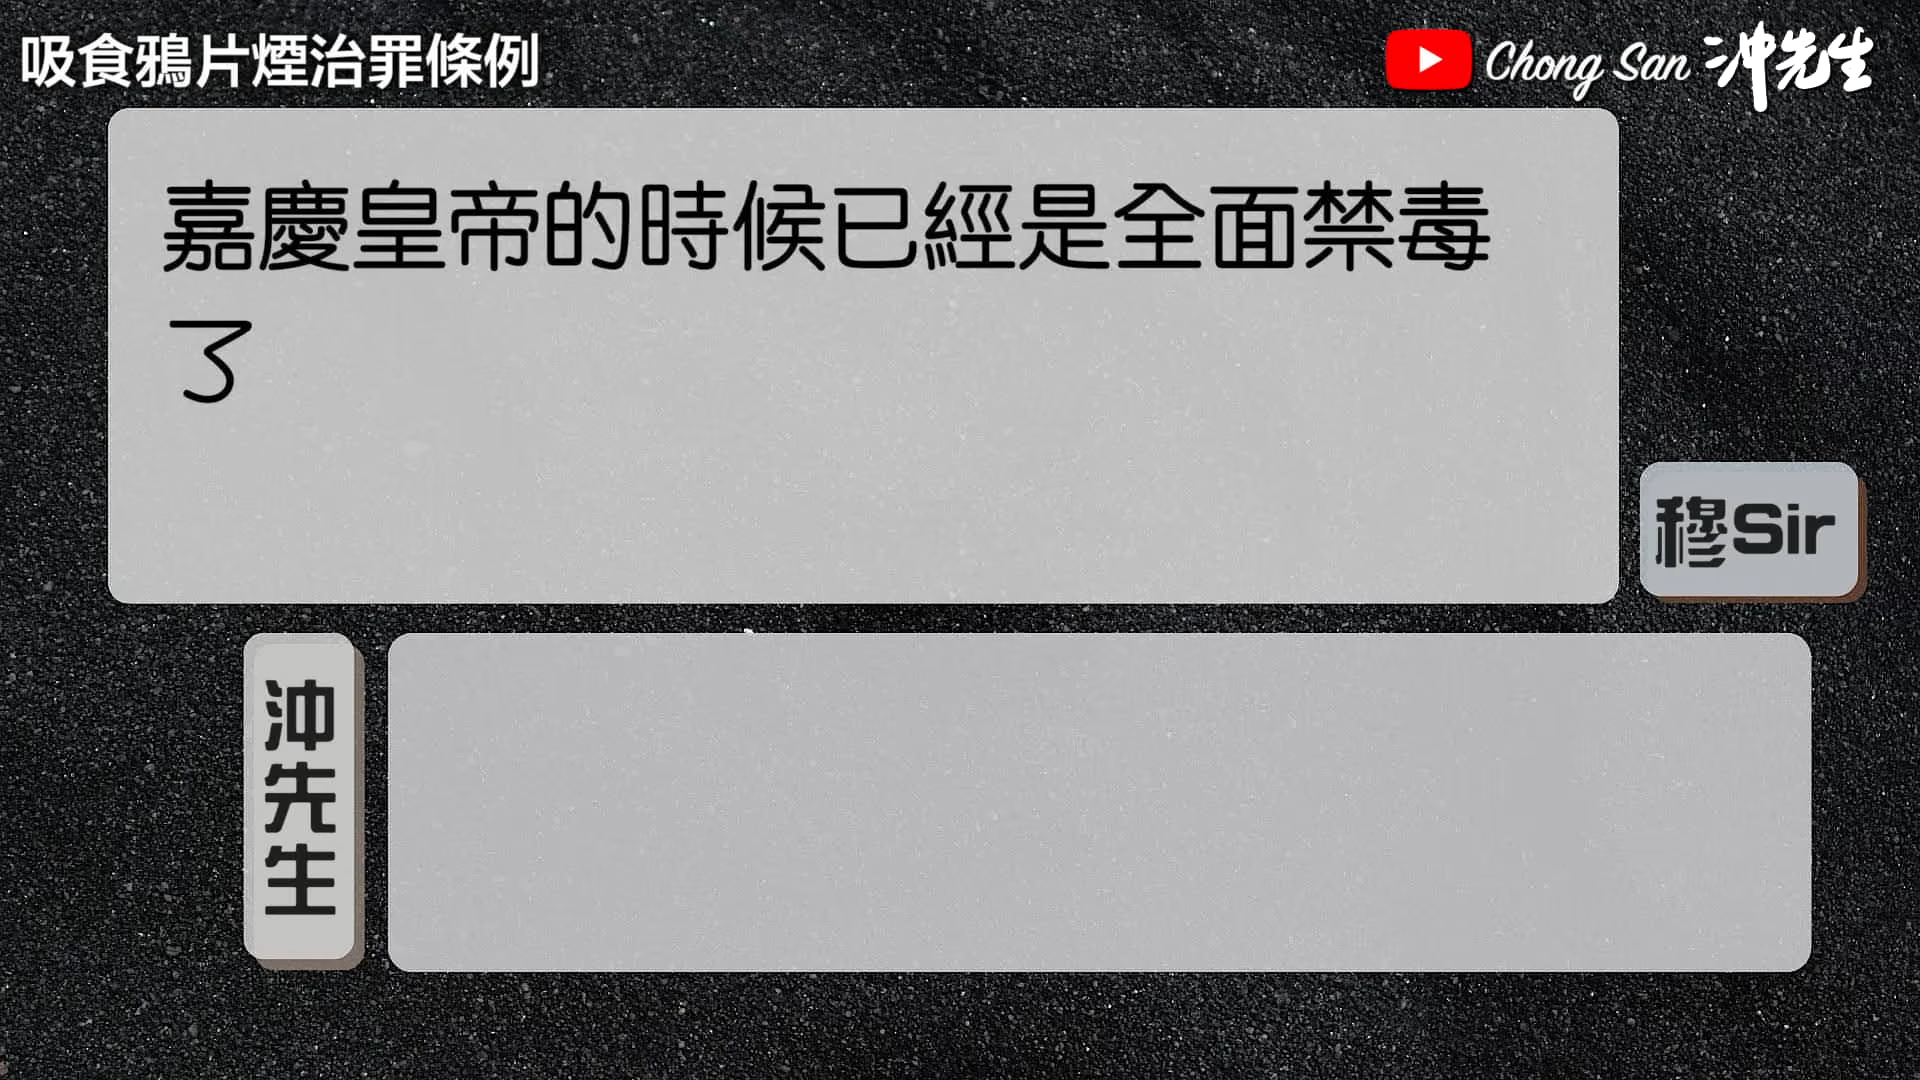 吸食鴉片煙治罪條例
Chong San 沖先生
嘉慶皇帝的時候已經是全面禁毒
了
穆Sir
沖先生